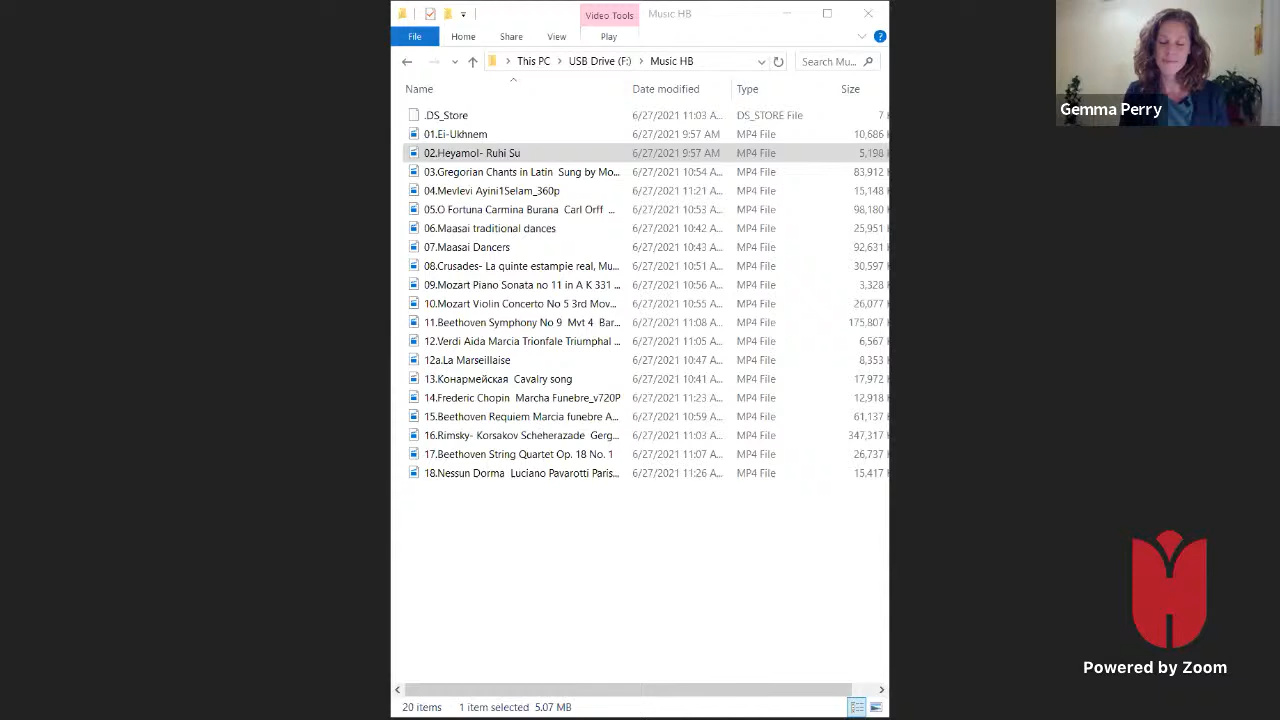 Video Tools
Music HB
File
Home
Share
View
Play
This PC
USB Drive (F:)
Music HB
Search Mu...
Name
Date modified
Type
Size
.DS_Store
6/27/2021 11:03 A...
DS_STORE File
7
01.Ei-Ukhnem
6/27/2021 9:57 AM
MP4 File
10,686
02.Heyamol- Ruhi Su
6/27/2021 9:57 AM
MP4 File
5,198
03.Gregorian Chants in Latin Sung by Mo...
6/27/2021 10:54 A...
MP4 File
83,912
04.Mevlevi Ayini1Selam_360p
6/27/2021 11:21 A...
MP4 File
15,148
05.O Fortuna Carmina Burana Carl Orff ...
6/27/2021 10:53 A...
MP4 File
98,180
06.Maasai traditional dances
6/27/2021 10:42 A...
MP4 File
25,951
07.Maasai Dancers
6/27/2021 10:43 A...
MP4 File
92,631
08.Crusades- La quinte estampie real, Mu...
6/27/2021 10:51 A...
MP4 File
30,597
09.Mozart Piano Sonata no 11 in A K 331 ...
6/27/2021 10:56 A...
MP4 File
3,328
10.Mozart Violin Concerto No 5 3rd Mov...
6/27/2021 10:55 A...
MP4 File
26,077
11.Beethoven Symphony No 9 Mvt 4 Bar...
6/27/2021 11:08 A...
MP4 File
175,807
12.Verdi Aida Marcia Trionfale Triumphal ...
6/27/2021 11:05 A...
MP4 File
6,567
12a.La Marseillaise
6/27/2021 10:47 A...
MP4 File
8,353
13.Конармейская Cavalry song
6/27/2021 10:41 A...
MP4 File
17,972
14.Frederic Chopin Marcha Funebre_v720P
6/27/2021 11:23 A...
MP4 File
12,918
15.Beethoven Requiem Marcia funebre A...
6/27/2021 10:59 A...
MP4 File
61,137
16.Rimsky- Korsakov Scheherazade Gerg...
6/27/2021 11:03 A...
MP4 File
347,317
17.Beethoven String Quartet Op. 18 No. 1
6/27/2021 11:07 A...
MP4 File
26,737
18.Nessun Dorma Luciano Pavarotti Paris...
6/27/2021 11:26 A...
MP4 File
15,417
20 items
1 item selected 5.07 MB
Gemma Perry
Powered by Zoom